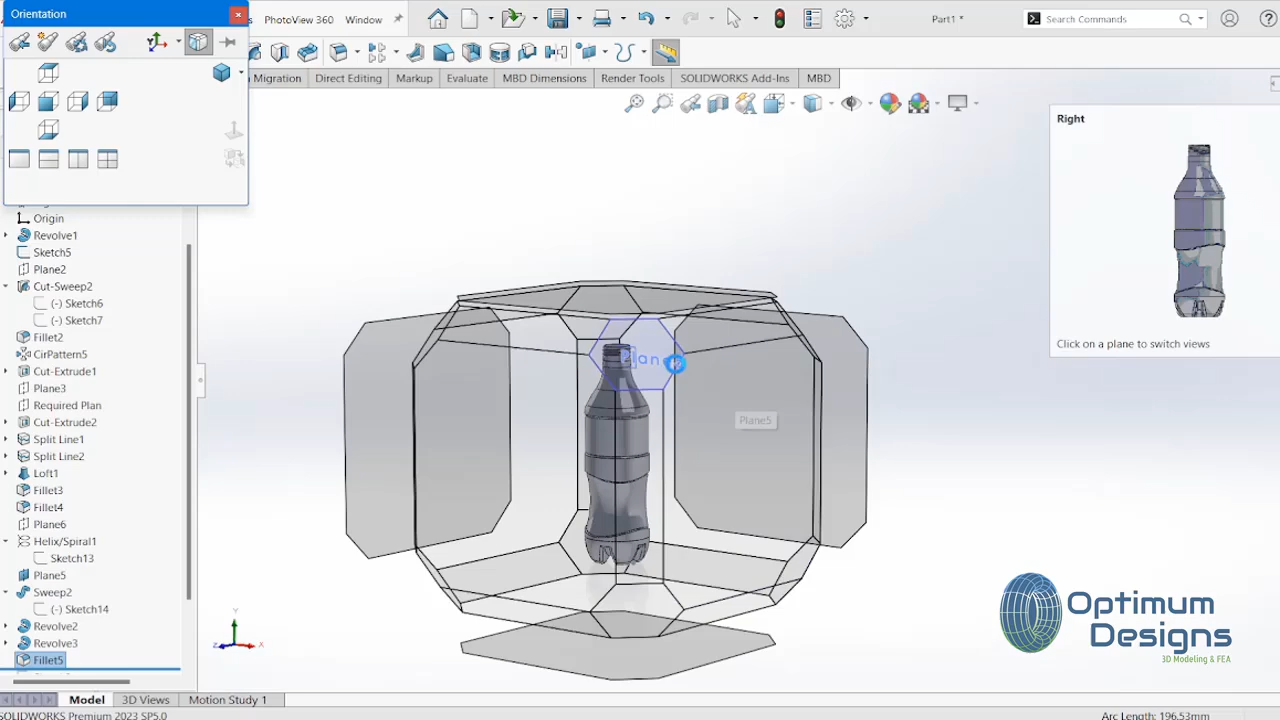 Orientation
PhotoView 360
Window
Part1 *
Search Commands
Migration
Direct Editing
Markup
Evaluate
MBD Dimensions
Render Tools
SOLIDWORKS Add-Ins
MBD
Right
Click on a plane to switch views
Origin
Revolve1
Sketch5
Plane2
Cut-Sweep2
(-) Sketch6
(-) Sketch7
Fillet2
CirPattern5
Cut-Extrude1
Plane3
Required Plan
Cut-Extrude2
Split Line1
Split Line2
Loft1
Fillet3
Fillet4
Plane6
Helix/Spiral1
Sketch13
Plane5
Sweep2
(-) Sketch14
Revolve2
Revolve3
Fillet5
Plane5
Y
X
Z
Optimum
Designs
3D Modeling & FEA
Model
3D Views
Motion Study 1
SOLIDWORKS Premium 2023 SP5.0
Arc Length: 196.53mm